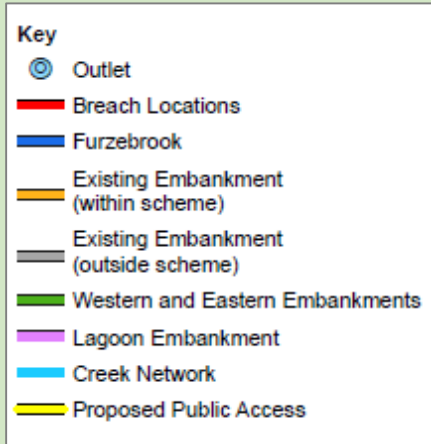 Key
Outlet
Breach Locations
Furzebrook
Existing Embankment
(within scheme)
Existing Embankment
(outside scheme)
Western and Eastern Embankments
Lagoon Embankment
Creek Network
Proposed Public Access